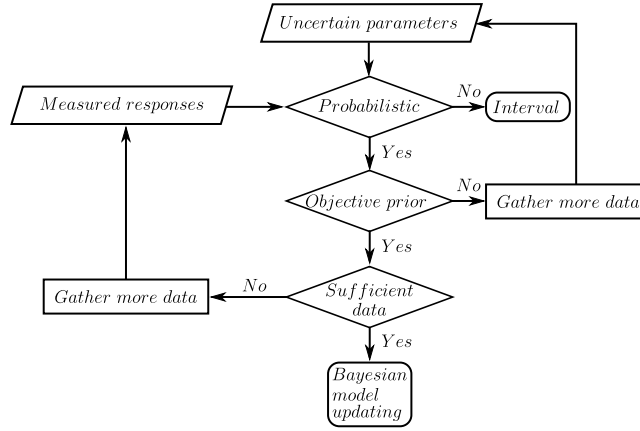 Uncertain parameters
Measured responses
Probabilistic
No
Interval
Yes
Objective prior
No
Gather more data
Yes
Gather more data
No
Sufficient
data
Yes
Bayesian
model
updating